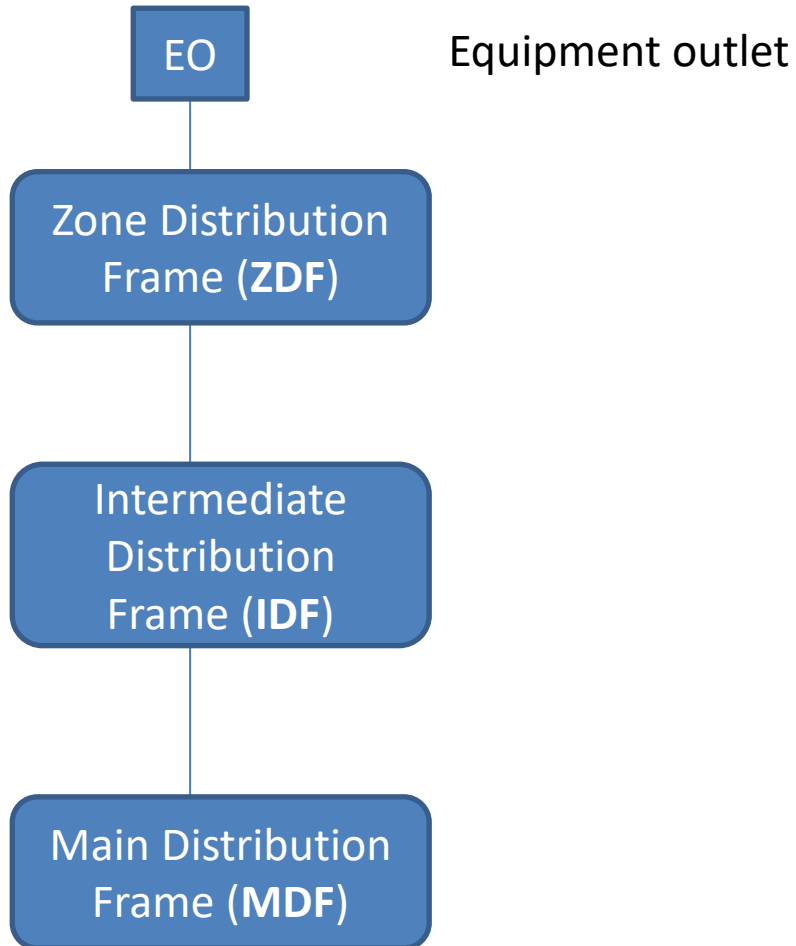 EO
Equipment outlet
Zone Distribution
Frame (ZDF)
Intermediate
Distribution
Frame (IDF)
Main Distribution
Frame (MDF)